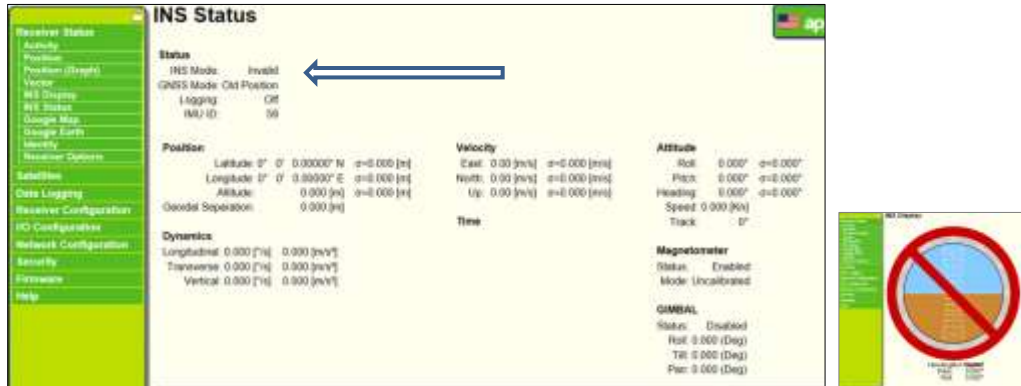 INS Status
ap
Receiver Status
Activity
Position
Position (Graph)
Vector
INS Display
INS Status
Google Map
Google Earth
Identity
Receiver Options
Satellites
Data Logging
Receiver Configuration
I/O Configuration
Network Configuration
Security
Firmware
Help
Status
INS Mode: Invalid
GNSS Mode: Old Position
Logging: Off
IMU ID: 56
Position
Latitude: 0° 0' 0.00000" N σ=0.000 [m]
Longitude: 0° 0' 0.00000" E σ=0.000 [m]
Altitude: 0.000 [m] σ=0.000 [m]
Geoidal Separation: 0.000 [m]
Dynamics
Longitudinal: 0.000 [°/s] 0.000 [m/s²]
Transverse: 0.000 [°/s] 0.000 [m/s²]
Vertical: 0.000 [°/s] 0.000 [m/s²]
Velocity
East: 0.00 [m/s] σ=0.000 [m/s]
North: 0.00 [m/s] σ=0.000 [m/s]
Up: 0.00 [m/s] σ=0.000 [m/s]
Time
Attitude
Roll: 0.000° σ=0.000°
Pitch: 0.000° σ=0.000°
Heading: 0.000° σ=0.000°
Speed: 0.000 [Kn]
Track: 0°
Magnetometer
Status: Enabled
Mode: Uncalibrated
GIMBAL
Status: Disabled
Roll: 0.000 (Deg)
Tilt: 0.000 (Deg)
Pan: 0.000 (Deg)
INS Display